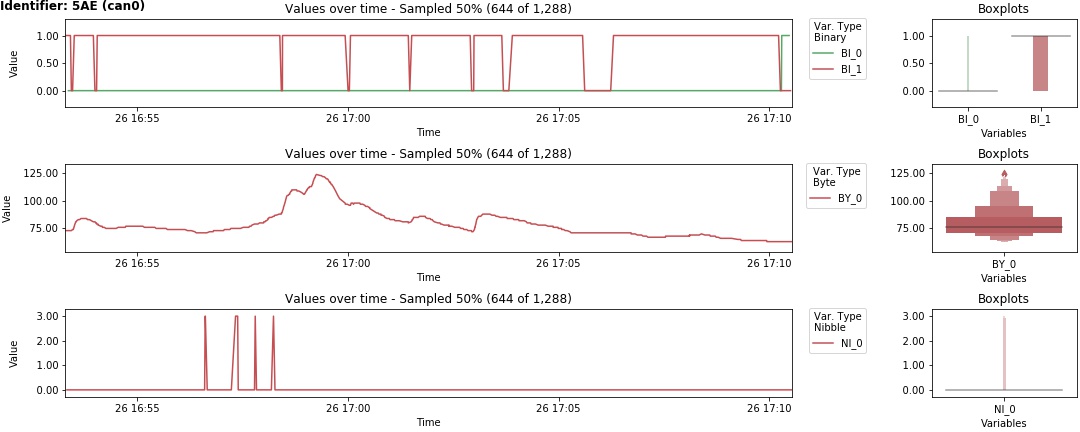 Identifier: 5AE (can0)
Values over time - Sampled 50% (644 of 1,288)
Value
1.00
0.50
0.00
26 16:55
26 17:00
26 17:05
26 17:10
Time
Var. Type
Binary
BI_0
BI_1
Boxplots
1.00
0.50
0.00
BI_0
BI_1
Variables
Values over time - Sampled 50% (644 of 1,288)
Value
125.00
100.00
75.00
26 16:55
26 17:00
26 17:05
26 17:10
Time
Var. Type
Byte
BY_0
Boxplots
125.00
100.00
75.00
BY_0
Variables
Values over time - Sampled 50% (644 of 1,288)
Value
3.00
2.00
1.00
0.00
26 16:55
26 17:00
26 17:05
26 17:10
Time
Var. Type
Nibble
NI_0
Boxplots
3.00
2.00
1.00
0.00
NI_0
Variables